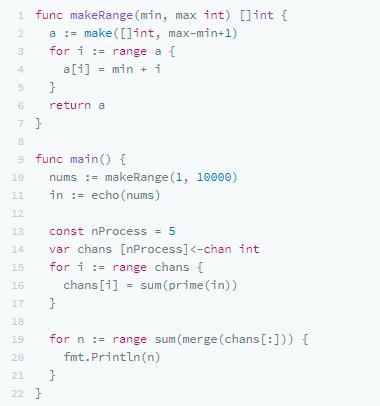 1 func makeRange(min, max int) []int {
2   a := make([]int, max-min+1)
3   for i := range a {
4     a[i] = min + i
5   }
6   return a
7 }
8
9 func main() {
10   nums := makeRange(1, 10000)
11   in := echo(nums)
12
13   const nProcess = 5
14   var chans [nProcess]<-chan int
15   for i := range chans {
16     chans[i] = sum(prime(in))
17   }
18
19   for n := range sum(merge(chans[:])) {
20     fmt.Println(n)
21   }
22 }